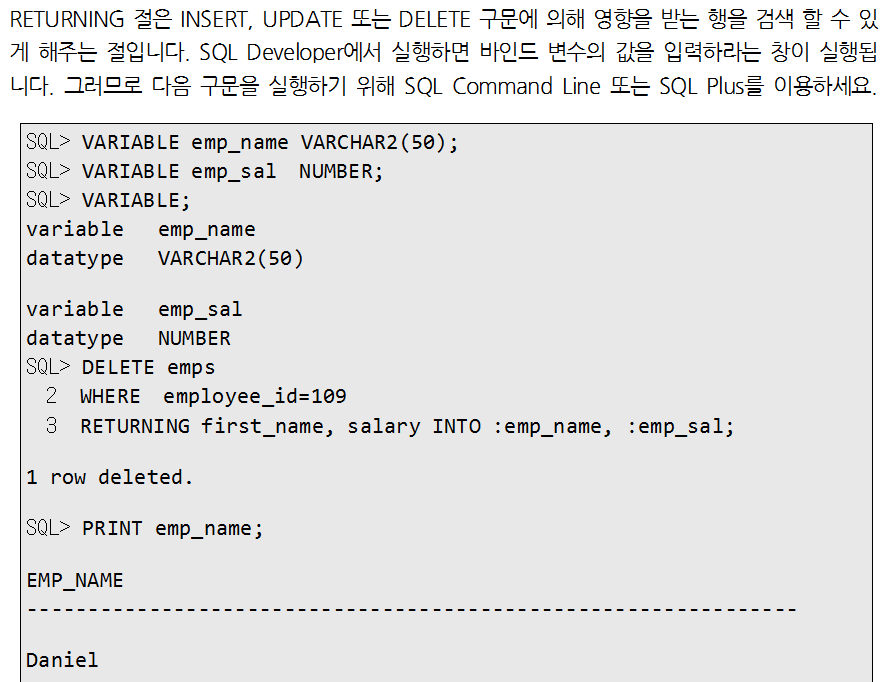 RETURNING 절은 INSERT, UPDATE 또는 DELETE 구문에 의해 영향을 받는 행을 검색 할 수 있
게 해주는 절입니다. SQL Developer에서 실행하면 바인드 변수의 값을 입력하라는 창이 실행됩
니다. 그러므로 다음 구문을 실행하기 위해 SQL Command Line 또는 SQL Plus를 이용하세요.
SQL> VARIABLE emp_name VARCHAR2(50);
SQL> VARIABLE emp_sal  NUMBER;
SQL> VARIABLE;
variable   emp_name
datatype   VARCHAR2(50)
variable   emp_sal
datatype   NUMBER
SQL> DELETE emps
  2  WHERE  employee_id=109
  3  RETURNING first_name, salary INTO :emp_name, :emp_sal;
1 row deleted.
SQL> PRINT emp_name;
EMP_NAME
----------------------------------------------------------------
Daniel